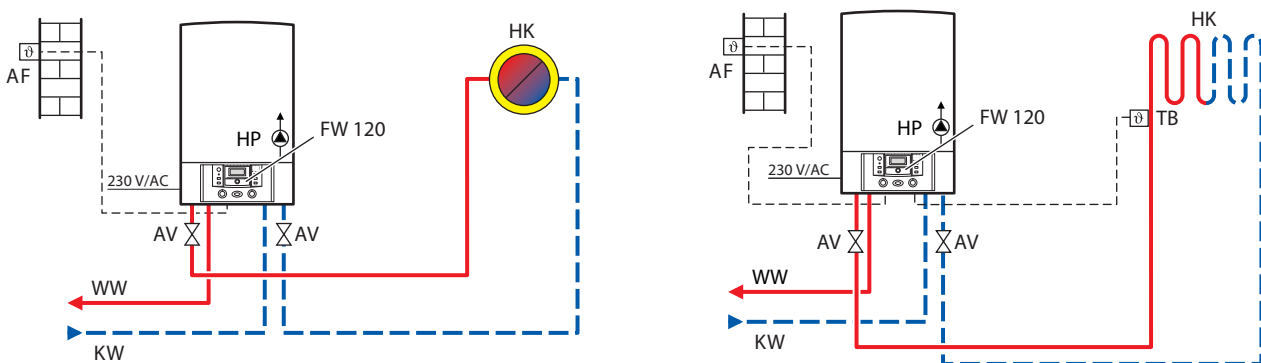 ϑ
AF
HP
FW 120
230 V/AC
AV
AV
WW
KW
HK
ϑ
AF
HP
FW 120
230 V/AC
AV
AV
WW
KW
HK
ϑ
TB